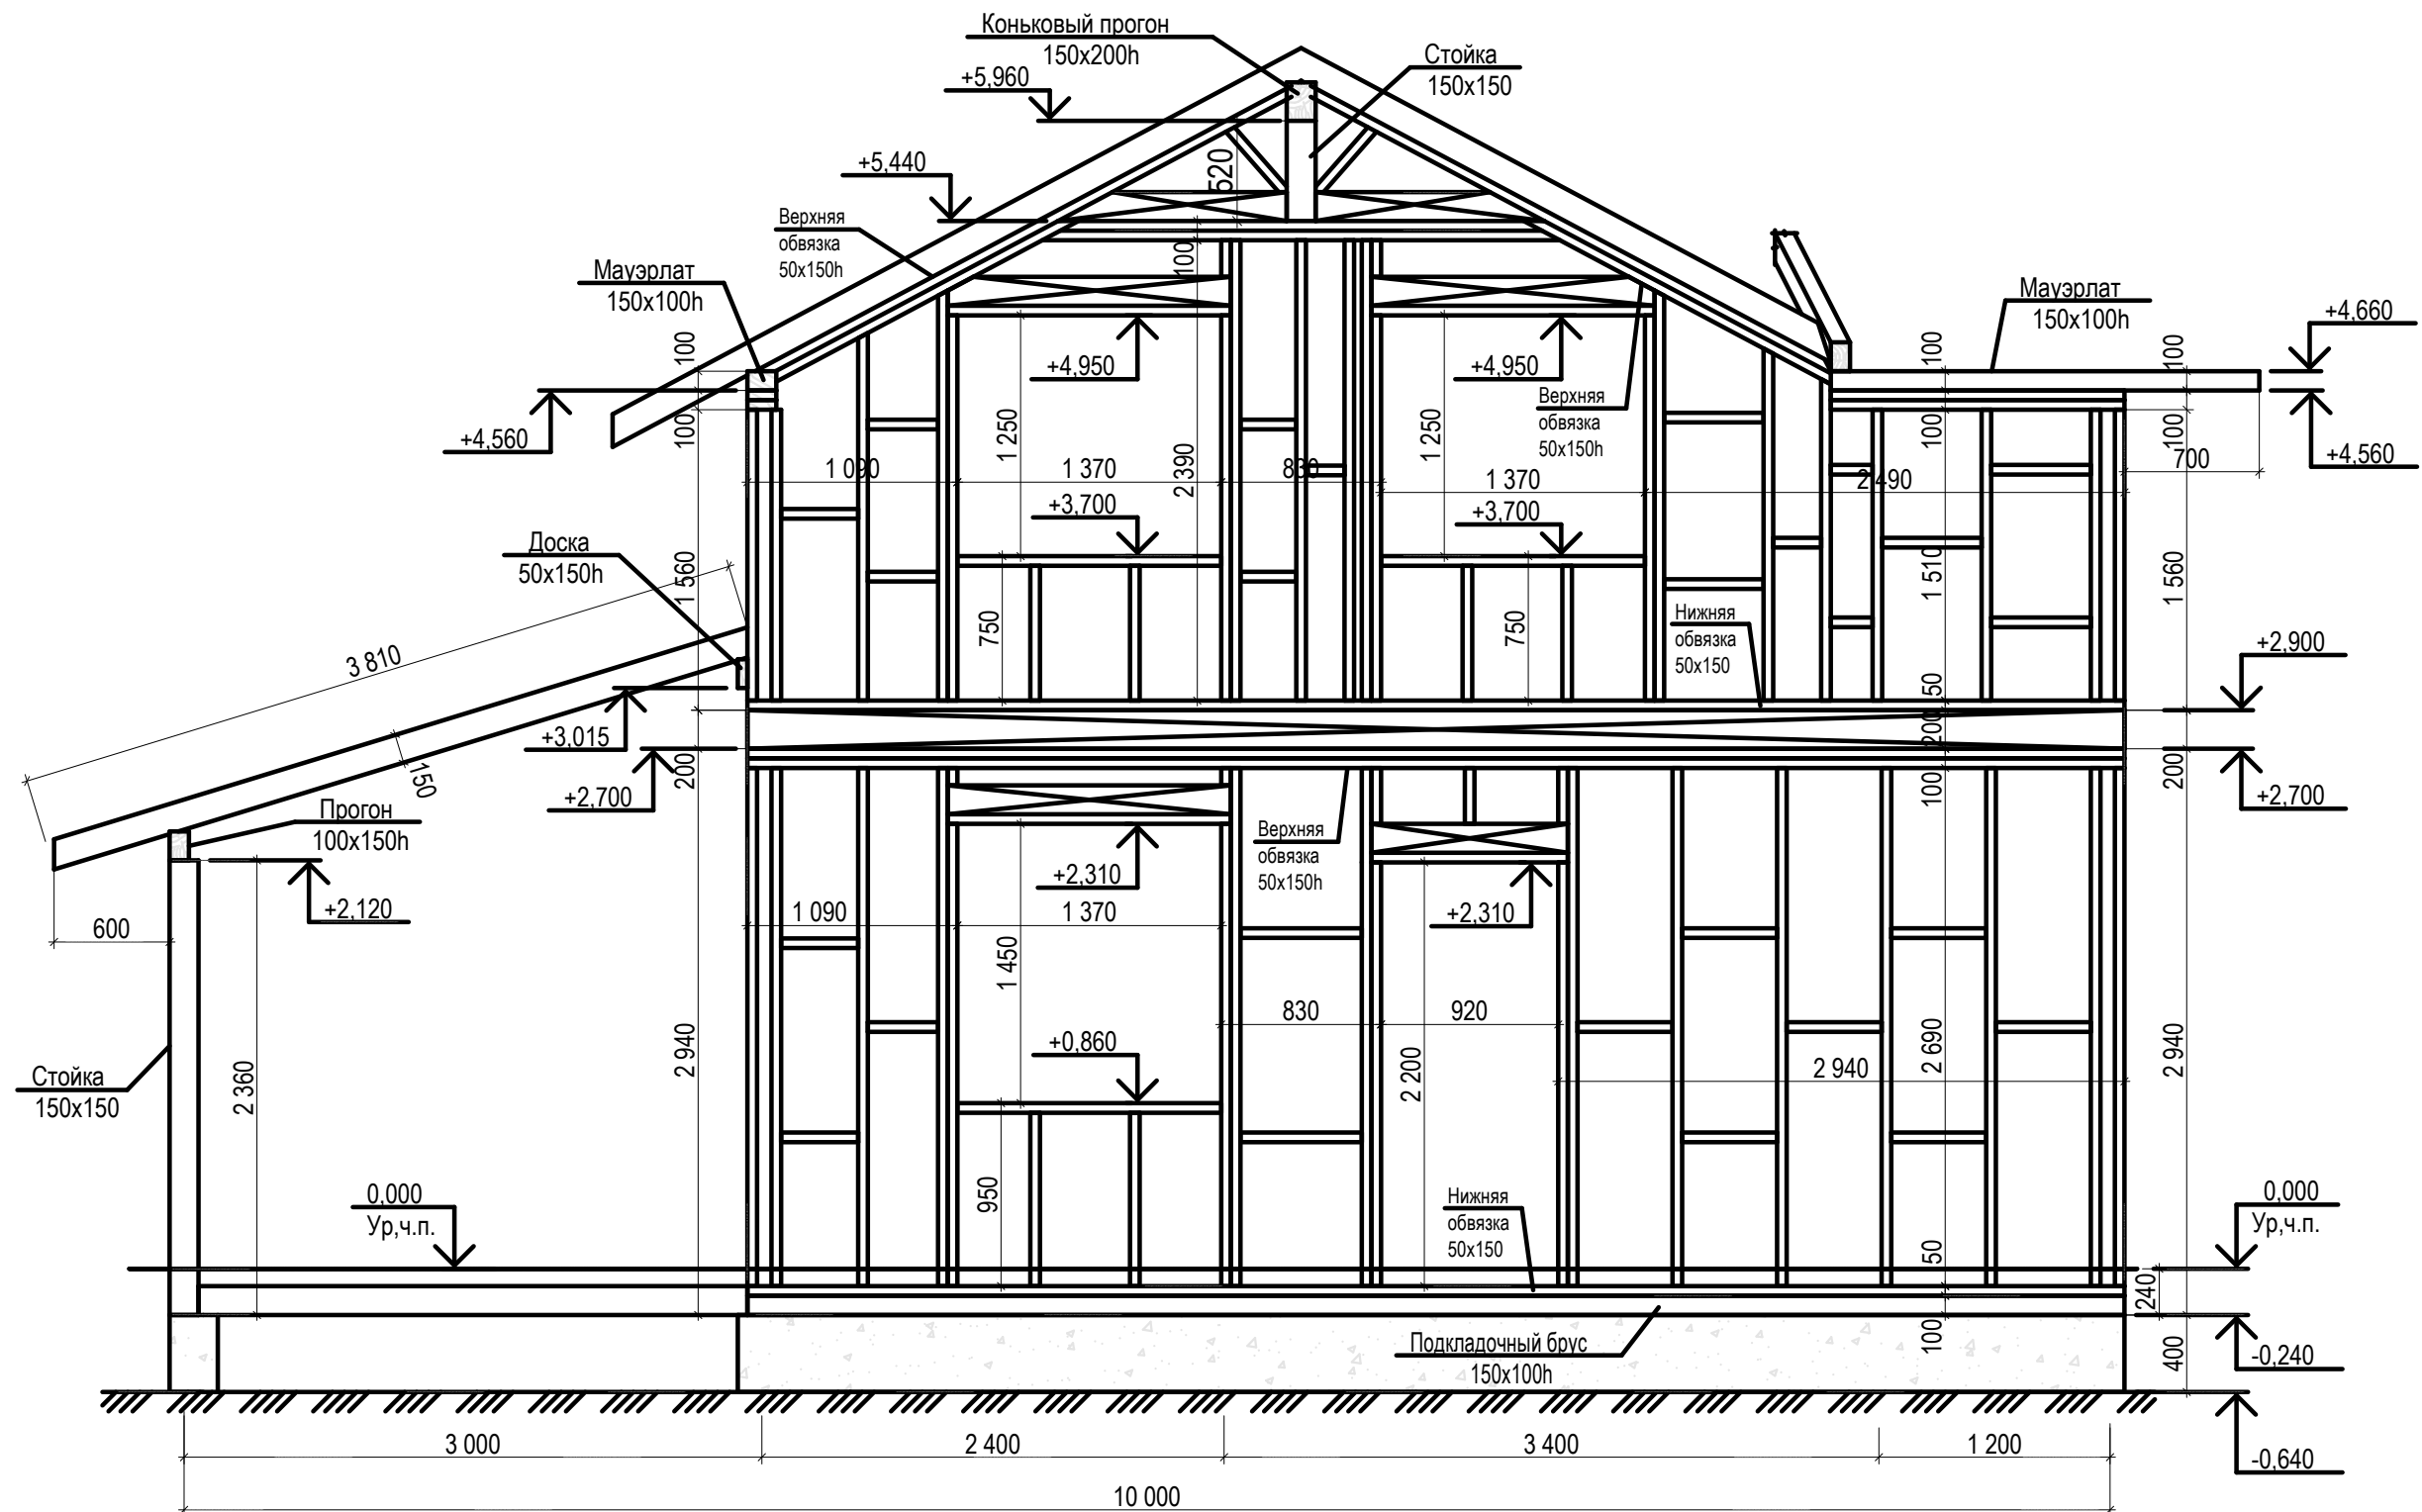 Коньковый прогон
150х200h
Стойка
150х150
+5,960
+5,440
520
Верхняя
обвязка
50х150h
Мауэрлат
150х100h
100
Мауэрлат
150х100h
+4,660
100
100
100
+4,950
+4,950
+4,560
100
1 250
2 390
1 250
Верхняя
обвязка
50х150h
100
100
+4,560
1 090
1 370
830
1 370
2 490
700
+3,700
+3,700
Доска
50х150h
1 560
1 510
1 560
750
750
Нижняя
обвязка
50х150
+2,900
3 810
50
+3,015
200
150
200
+2,700
100
200
+2,700
Прогон
100х150h
Верхняя
обвязка
50х150h
+2,310
+2,310
+2,120
600
1 090
1 370
1 450
830
920
+0,860
2 940
2 690
2 940
2 200
2 940
Стойка
150х150
2 360
950
0,000
Ур,ч.п.
Нижняя
обвязка
50х150
0,000
Ур,ч.п.
50
240
Подкладочный брус
150х100h
100
400
-0,240
3 000
2 400
3 400
1 200
-0,640
10 000